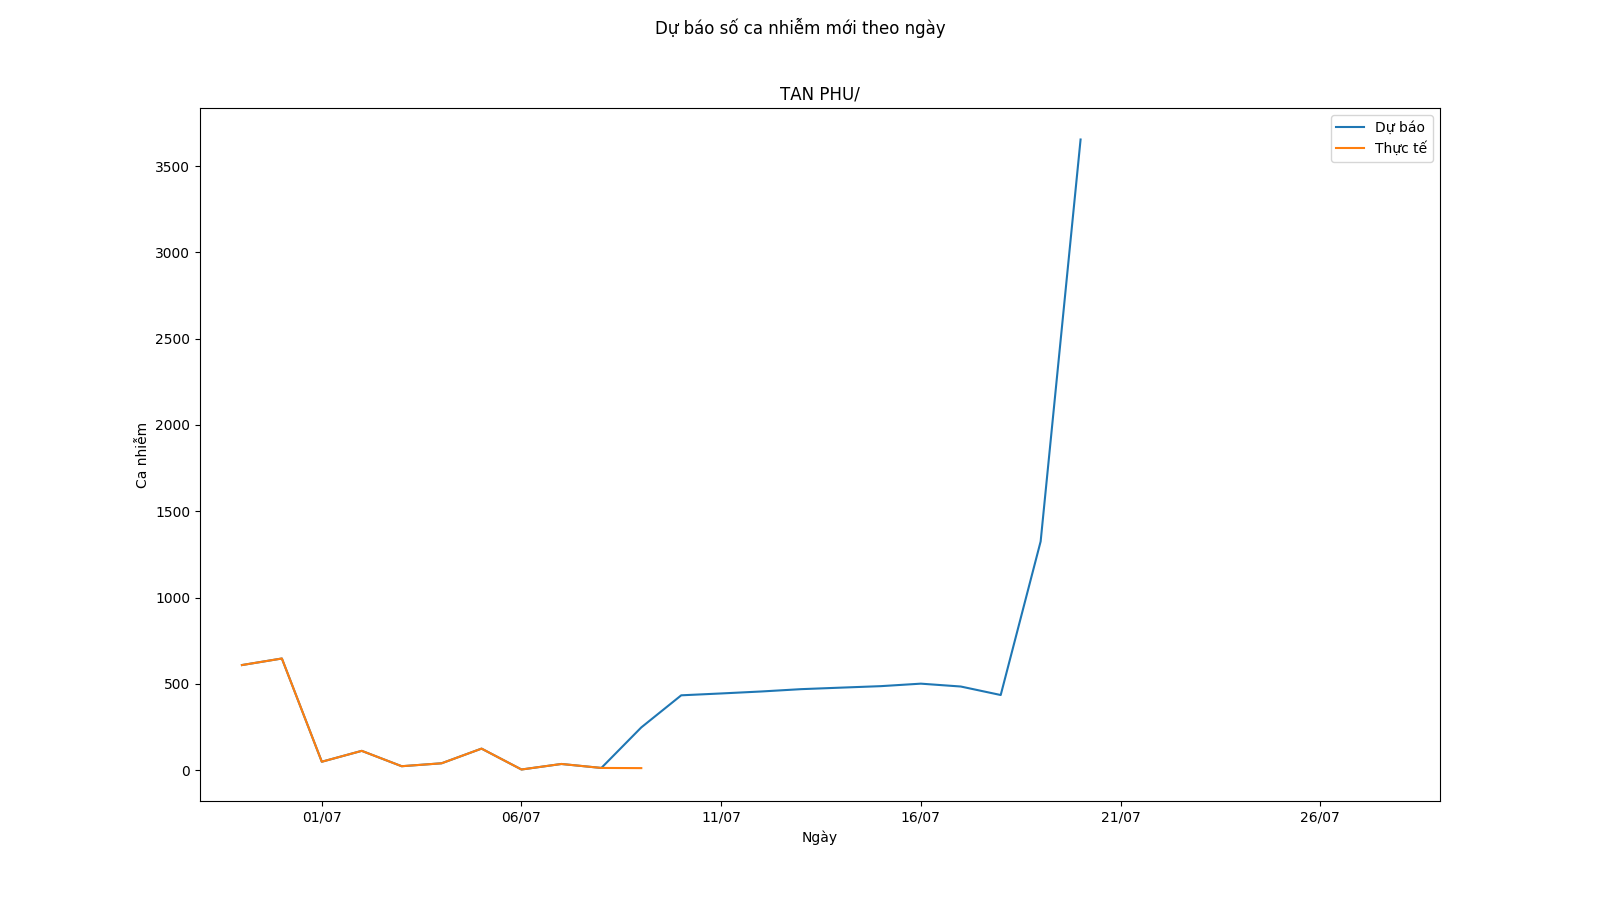 Dự báo số ca nhiễm mới theo ngày
TAN PHU/
Dự báo
Thực tế
3500
3000
2500
2000
1500
1000
500
0
Ca nhiễm
01/07
06/07
11/07
16/07
21/07
26/07
Ngày